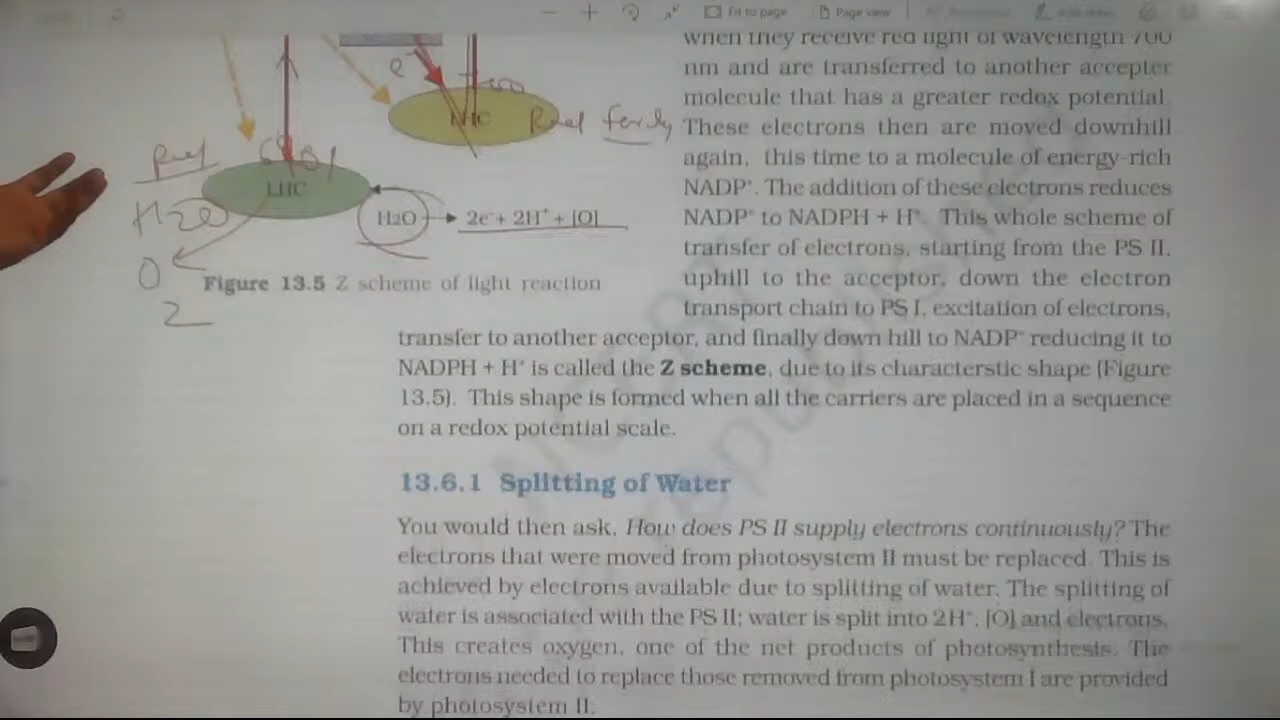 Fit to page Page view
when they receive red light of wavelength 700
nm and are transferred to another accepter
molecule that has a greater redox potential.
These electrons then are moved downhill
again, this time to a molecule of energy-rich
NADP+. The addition of these electrons reduces
NADP+ to NADPH + H+. This whole scheme of
transfer of electrons, starting from the PS II,
uphill to the acceptor, down the electron
transport chain to PS I, excitation of electrons,
transfer to another acceptor, and finally down hill to NADP+ reducing it to
NADPH + H+ is called the Z scheme, due to its characterstic shape (Figure
13.5). This shape is formed when all the carriers are placed in a sequence
on a redox potential scale.
e
LHC
LHC
H2O
O
2
H2O 2e- + 2H+ + [O]
Figure 13.5 Z scheme of light reaction
13.6.1 Splitting of Water
You would then ask, How does PS II supply electrons continuously? The
electrons that were moved from photosystem II must be replaced. This is
achieved by electrons available due to splitting of water. The splitting of
water is associated with the PS II; water is split into 2H+, [O] and electrons.
This creates oxygen, one of the net products of photosynthesis. The
electrons needed to replace those removed from photosystem I are provided
by photosystem II.